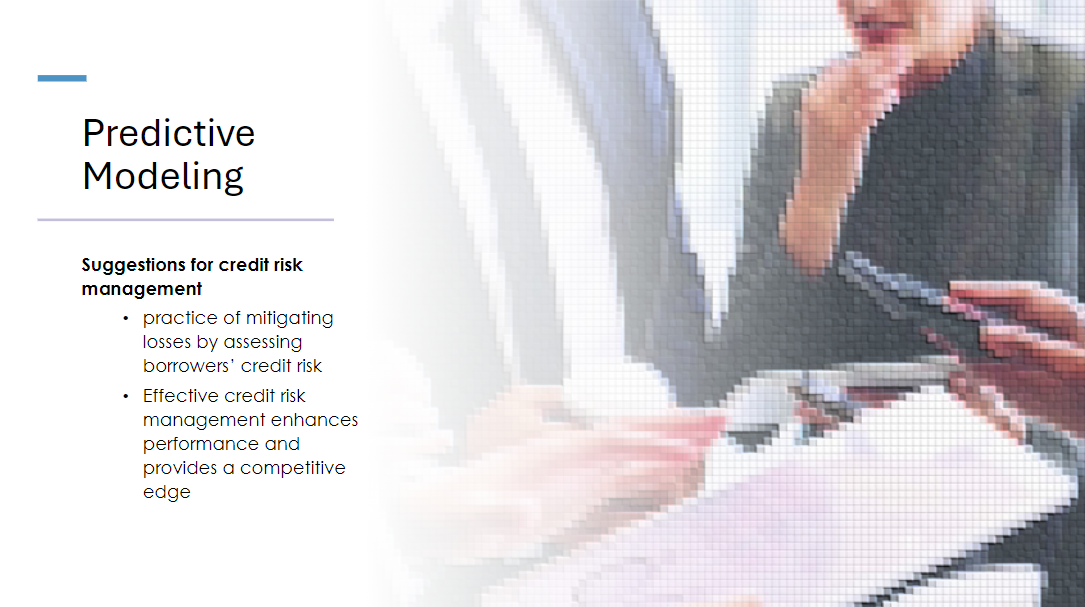 Predictive
Modeling
Suggestions for credit risk
management
• practice of mitigating
losses by assessing
borrowers’ credit risk
• Effective credit risk
management enhances
performance and
provides a competitive
edge